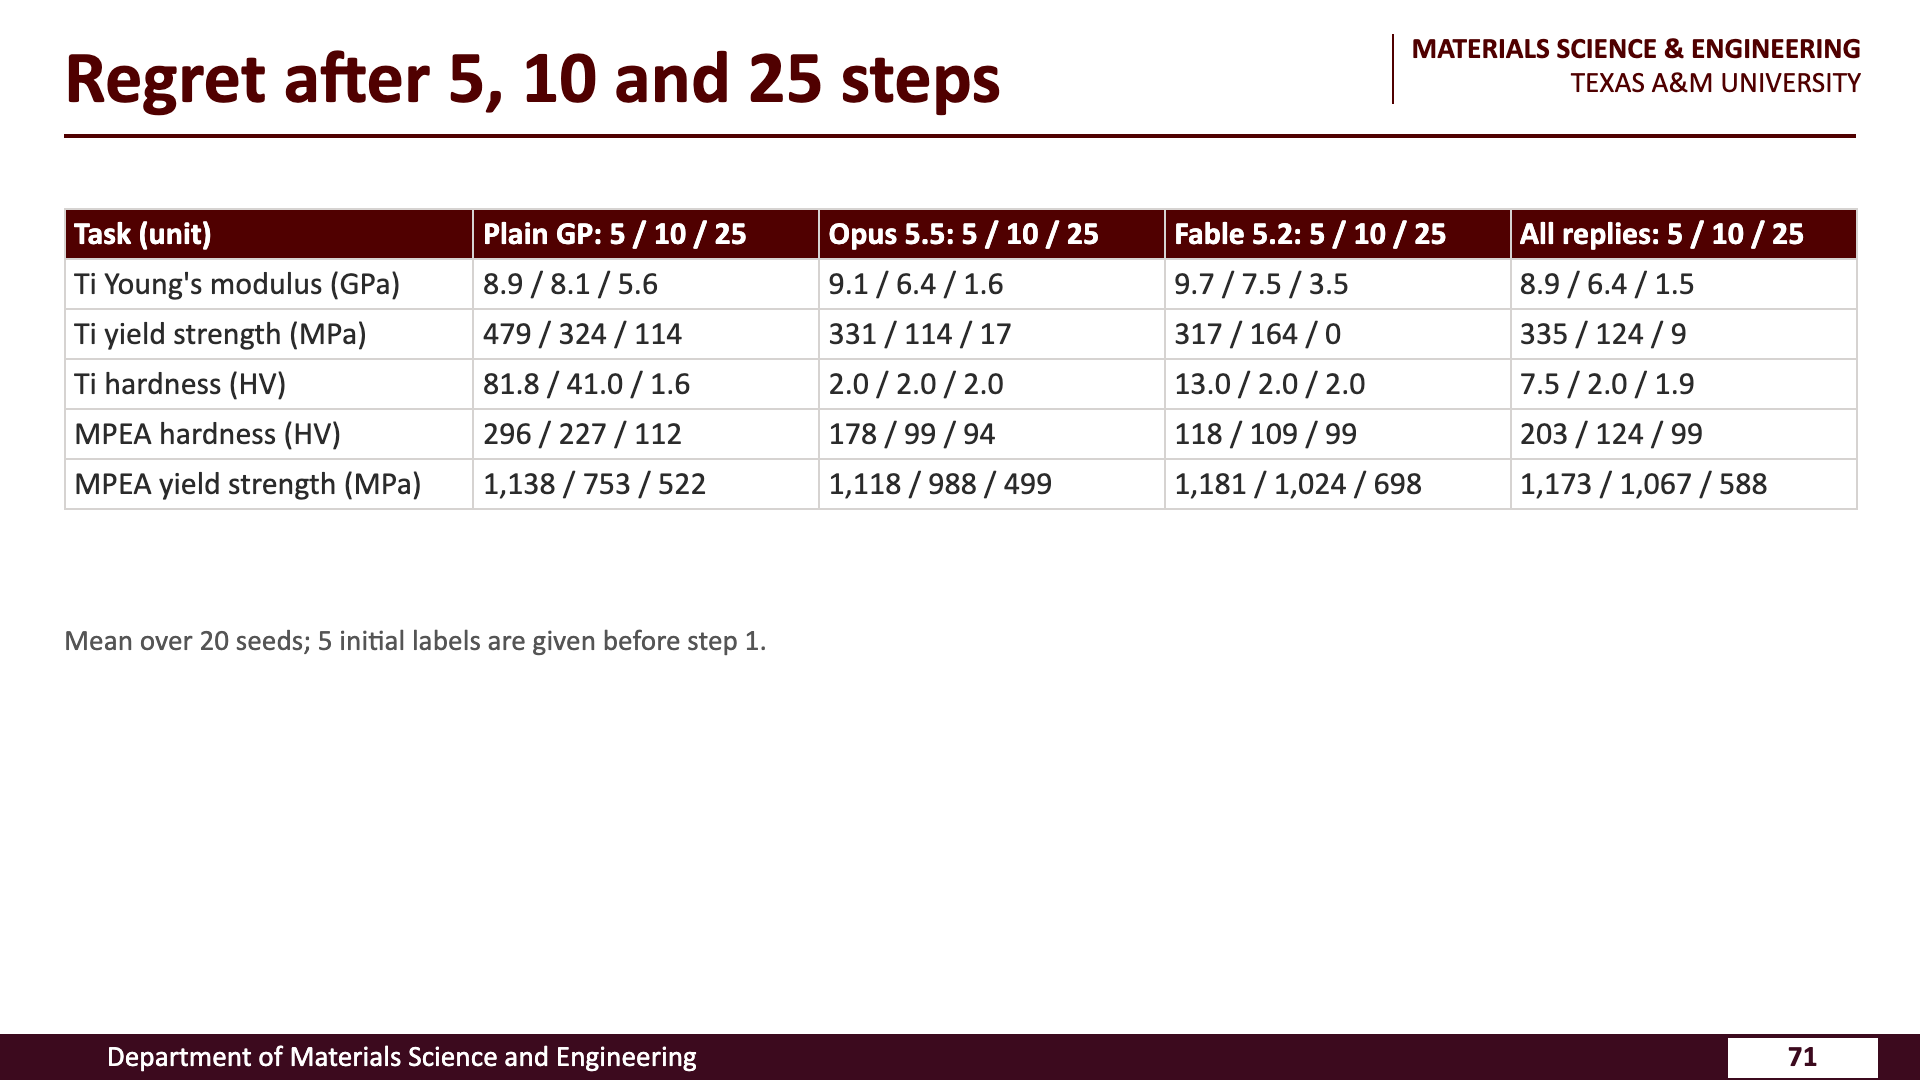 Regret after 5, 10 and 25 steps
MATERIALS SCIENCE & ENGINEERING
TEXAS A&M UNIVERSITY
Task (unit) Plain GP: 5 / 10 / 25 Opus 5.5: 5 / 10 / 25 Fable 5.2: 5 / 10 / 25 All replies: 5 / 10 / 25
Ti Young's modulus (GPa) 8.9 / 8.1 / 5.6 9.1 / 6.4 / 1.6 9.7 / 7.5 / 3.5 8.9 / 6.4 / 1.5
Ti yield strength (MPa) 479 / 324 / 114 331 / 114 / 17 317 / 164 / 0 335 / 124 / 9
Ti hardness (HV) 81.8 / 41.0 / 1.6 2.0 / 2.0 / 2.0 13.0 / 2.0 / 2.0 7.5 / 2.0 / 1.9
MPEA hardness (HV) 296 / 227 / 112 178 / 99 / 94 118 / 109 / 99 203 / 124 / 99
MPEA yield strength (MPa) 1,138 / 753 / 522 1,118 / 988 / 499 1,181 / 1,024 / 698 1,173 / 1,067 / 588
Mean over 20 seeds; 5 initial labels are given before step 1.
Department of Materials Science and Engineering
71